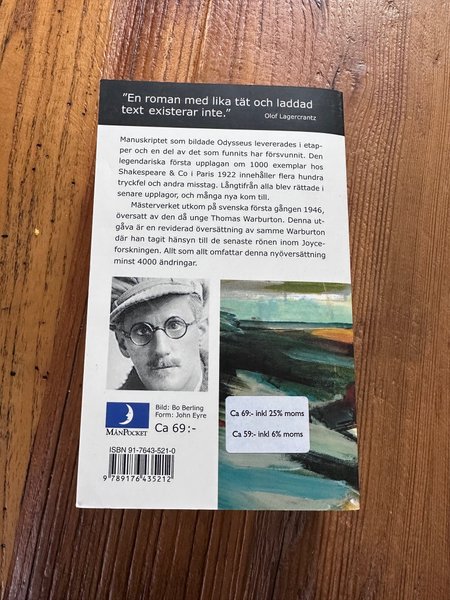 "En roman med lika tät och laddad
text existerar inte."
Olof Lagercrantz
Manuskriptet som bildade Odysseus levererades i etap-
per och en del av det som funnits har försvunnit. Den
legendariska första upplagan om 1000 exemplar hos
Shakespeare & Co i Paris 1922 innehåller flera hundra
tryckfel och andra misstag. Långtifrån alla blev rättade i
senare upplagor, och många nya kom till.
Mästerverket utkom på svenska första gången 1946,
översatt av den då unge Thomas Warburton. Denna ut-
gåva är en reviderad översättning av samme Warburton
där han tagit hänsyn till de senaste rönen inom Joyce-
forskningen. Allt som allt omfattar denna nyöversättning
minst 4000 ändringar.
Bild: Bo Berling
Form: John Eyre
MÅNPOCKET
Ca 69:-
Ca 69:- inkl 25% moms
Ca 59:- inkl 6% moms
ISBN 91-7643-521-0
9 789176 435212